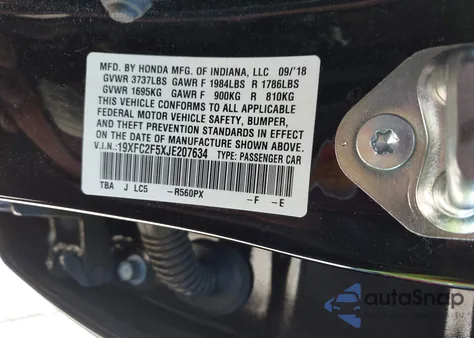 MFD. BY HONDA MFG. OF INDIANA, LLC 09/'18
GVWR 3737LBS GAWR F 1984LBS R 1786LBS
GVWR 1695KG GAWR F 900KG R 810KG
THIS VEHICLE CONFORMS TO ALL APPLICABLE
FEDERAL MOTOR VEHICLE SAFETY, BUMPER,
AND THEFT PREVENTION STANDARDS IN EFFECT
ON THE DATE OF MANUFACTURE SHOWN ABOVE.
V.I.N.: 19XFC2F5XJE207634 TYPE: PASSENGER CAR
TBA J LC5 -R560PX -F -E
autoSnap